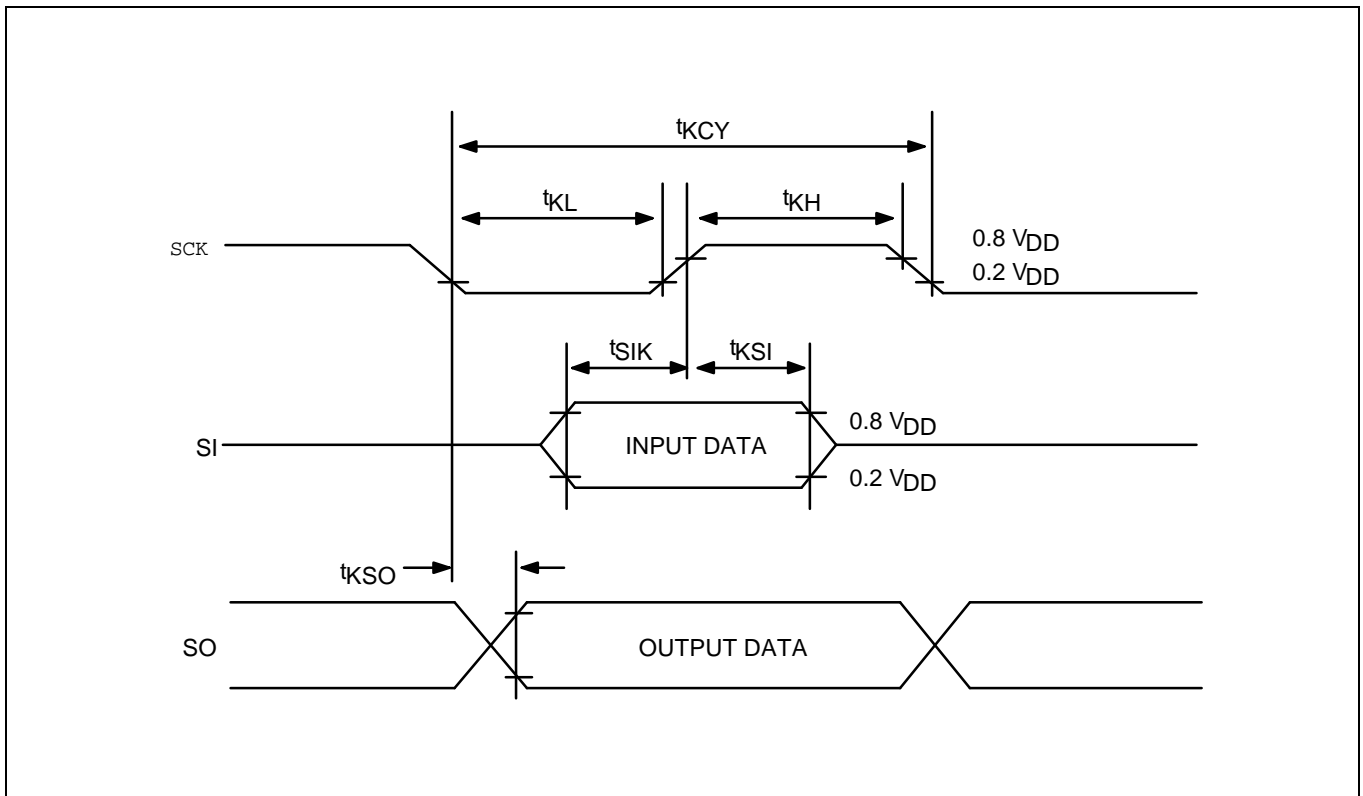 tKCY
tKL
tKH
SCK
0.8 VDD
0.2 VDD
tSIK
tKSI
SI
INPUT DATA
0.8 VDD
0.2 VDD
tKSO
SO
OUTPUT DATA